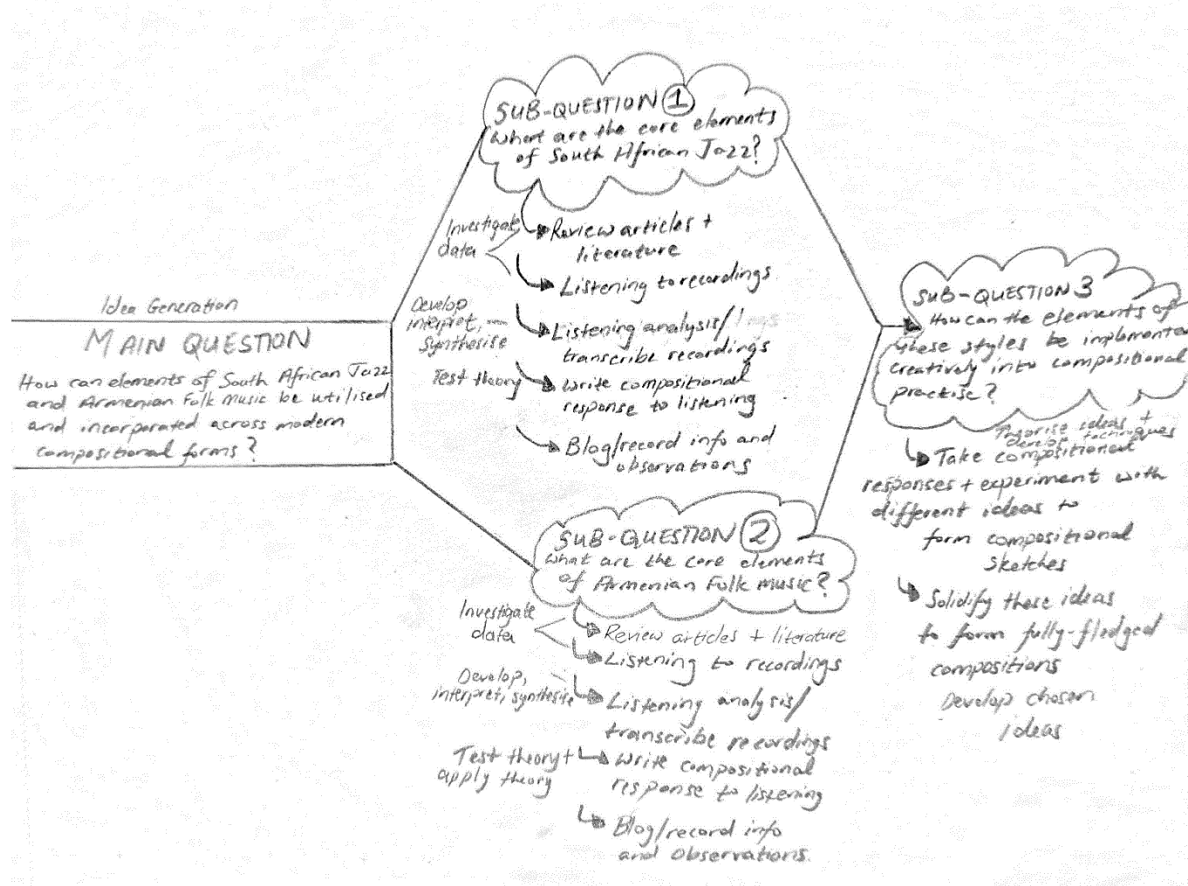 Idea Generation
MAIN QUESTION
How can elements of South African Jazz
and Armenian Folk Music be utilised
and incorporated across modern
compositional forms?
SUB-QUESTION 1
What are the core elements
of South African Jazz?
Investigate
data
Review articles +
literature
Listening to recordings
Develop
interpret,
synthesise
Listening analysis/
transcribe recordings
Test theory
Write compositional
response to listening
Blog/record info and
observations
SUB-QUESTION 2
What are the core elements
of Armenian Folk Music?
Investigate
data
Review articles + literature
Listening to recordings
Develop,
interpret, synthesise
Listening analysis/
transcribe recordings
Test theory +
apply theory
Write compositional
response to listening
Blog/record info
and observations.
SUB-QUESTION 3
How can the elements of
these styles be implemented
creatively into compositional
practise?
Theorise ideas +
develop techniques
Take compositional
responses + experiment with
different ideas to
form compositional
sketches
Solidify these ideas
to form fully-fledged
compositions
Develop chosen
ideas